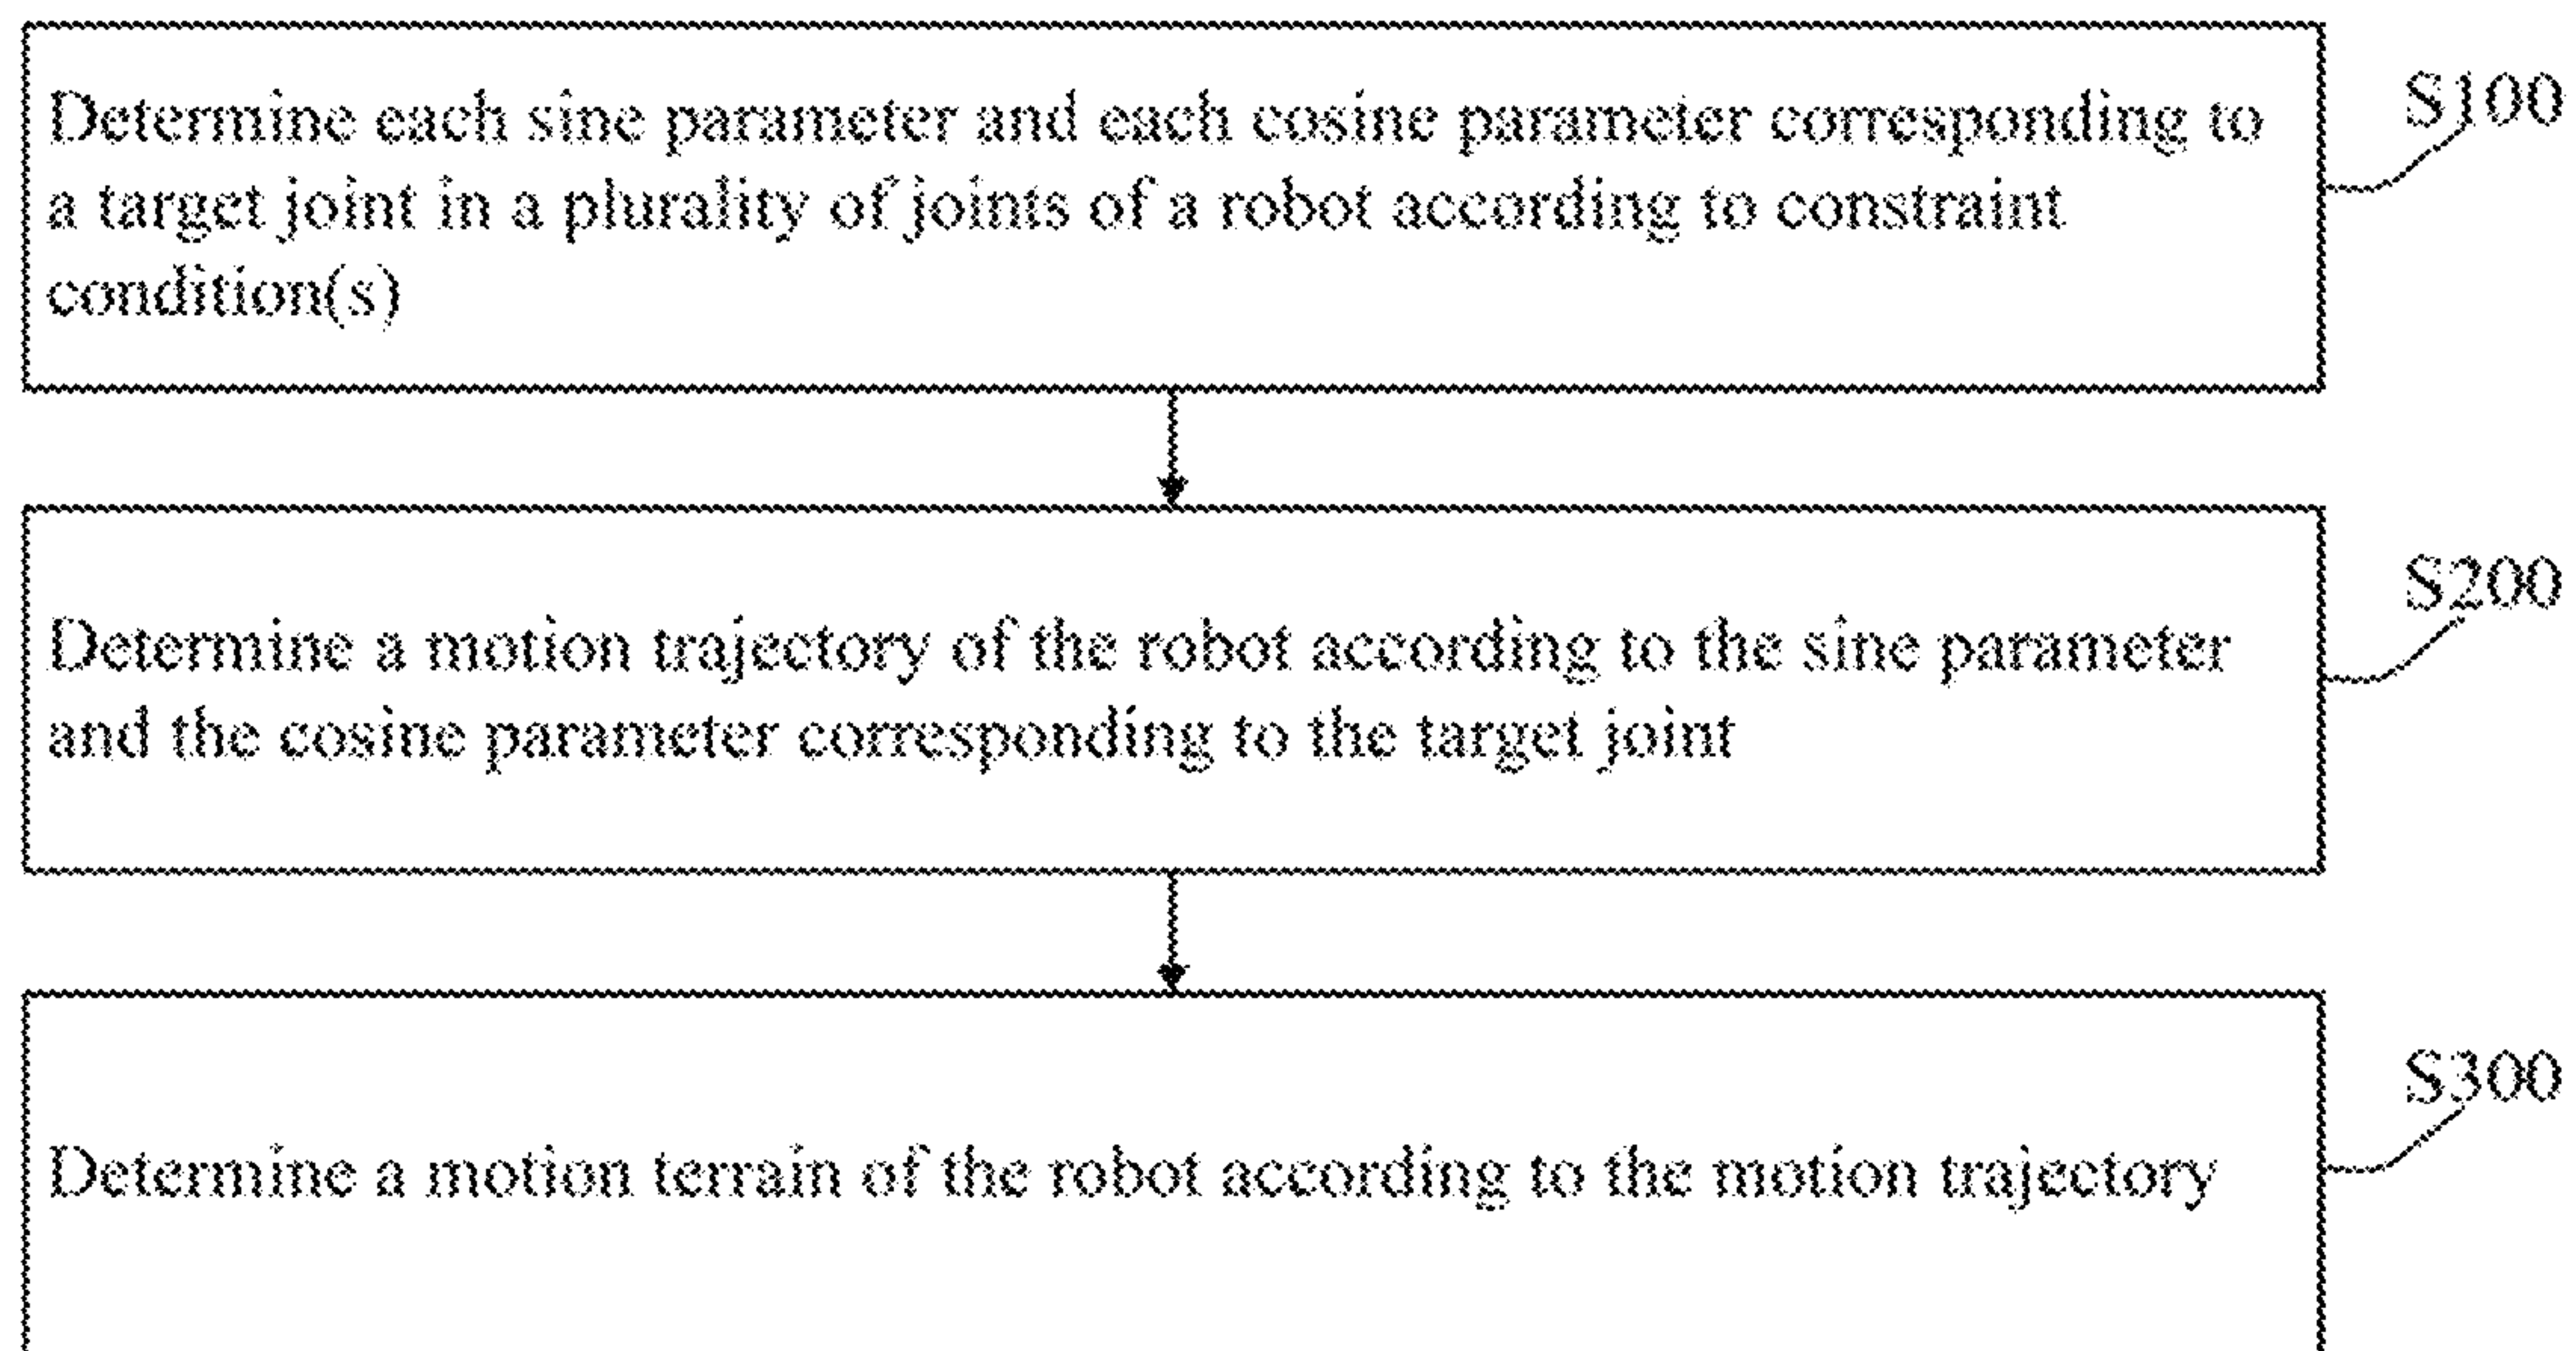 Determine each sine parameter and each cosine parameter corresponding to
a target joint in a plurality of joints of a robot according to constraint
condition(s)
S100
Determine a motion trajectory of the robot according to the sine parameter
and the cosine parameter corresponding to the target joint
S200
Determine a motion terrain of the robot according to the motion trajectory
S300